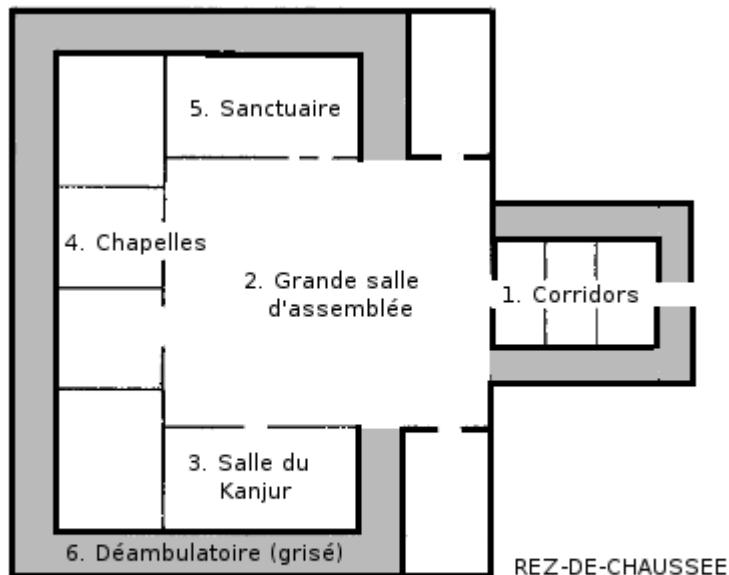 5. Sanctuaire
4. Chapelles
2. Grande salle
d'assemblée
1. Corridors
3. Salle du
Kanjur
6. Déambulatoire (grisé)
REZ-DE-CHAUSSEE